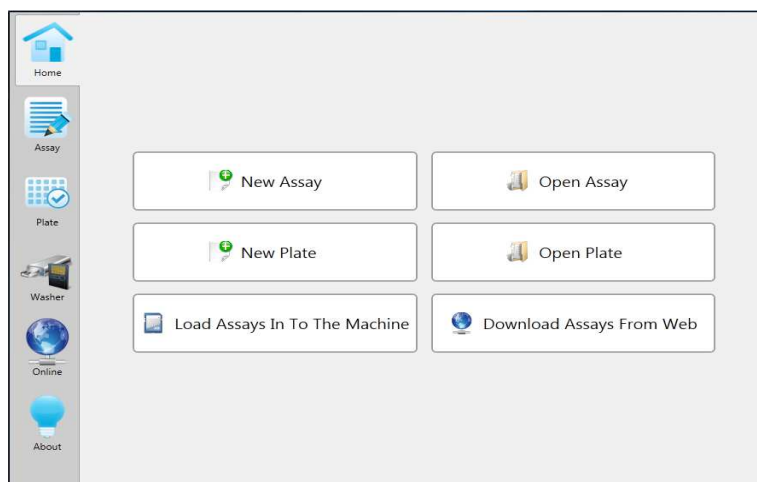 Home
Assay
Plate
Washer
Online
About
New Assay
Open Assay
New Plate
Open Plate
Load Assays In To The Machine
Download Assays From Web